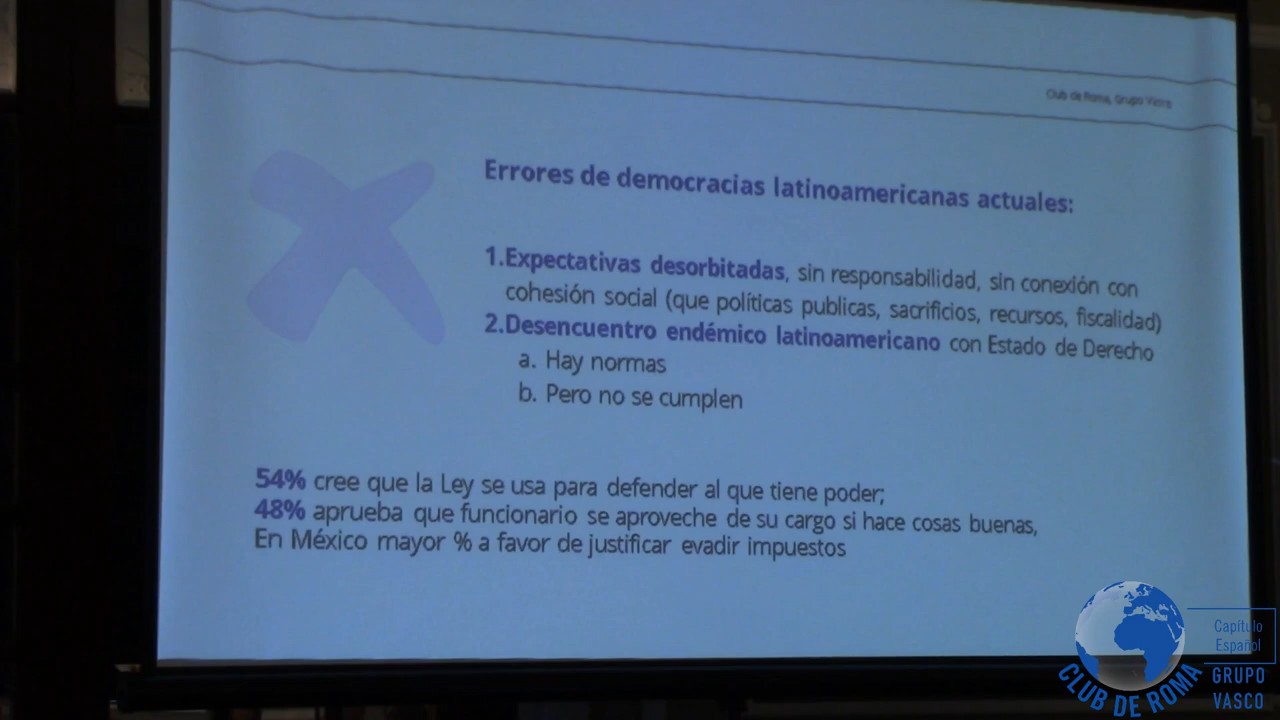 Club de Roma, Grupo Vasco
Errores de democracias latinoamericanas actuales:
1.Expectativas desorbitadas, sin responsabilidad, sin conexión con
cohesión social (que políticas publicas, sacrificios, recursos, fiscalidad)
2.Desencuentro endémico latinoamericano con Estado de Derecho
a. Hay normas
b. Pero no se cumplen
54% cree que la Ley se usa para defender al que tiene poder;
48% aprueba que funcionario se aproveche de su cargo si hace cosas buenas,
En México mayor % a favor de justificar evadir impuestos
Capítulo
Español
GRUPO
VASCO
CLUB DE ROMA